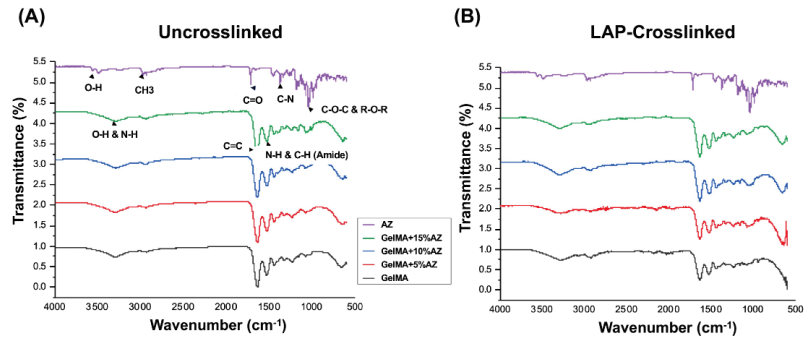 (A)
Uncrosslinked
Transmittance (%)
5.5
5.0
4.5
4.0
3.5
3.0
2.5
2.0
1.5
1.0
0.5
0.0
O-H
CH3
C=O
C-N
C-O-C & R-O-R
O-H & N-H
C=C
N-H & C-H (Amide)
AZ
GelMA+15%AZ
GelMA+10%AZ
GelMA+5%AZ
GelMA
4000 3500 3000 2500 2000 1500 1000 500
Wavenumber (cm⁻¹)
(B)
LAP-Crosslinked
Transmittance (%)
5.5
5.0
4.5
4.0
3.5
3.0
2.5
2.0
1.5
1.0
0.5
0.0
4000 3500 3000 2500 2000 1500 1000 500
Wavenumber (cm⁻¹)